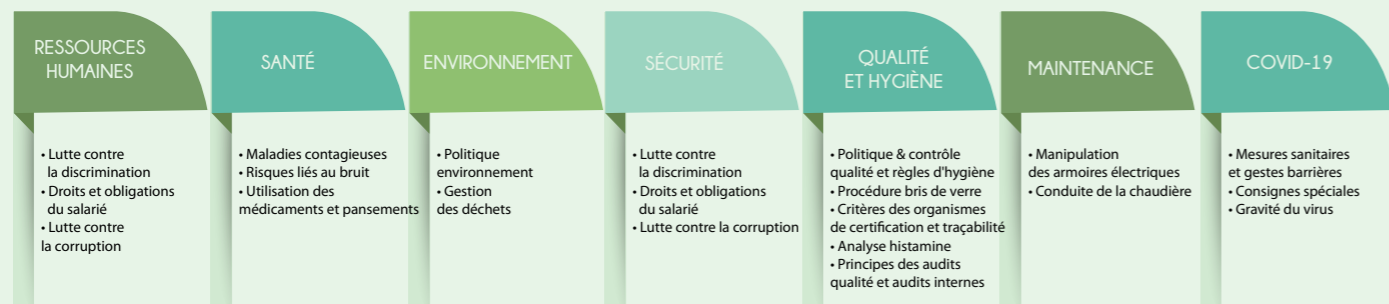 RESSOURCES
HUMAINES
• Lutte contre
la discrimination
• Droits et obligations
du salarié
• Lutte contre
la corruption
SANTÉ
• Maladies contagieuses
• Risques liés au bruit
• Utilisation des
médicaments et pansements
ENVIRONNEMENT
• Politique
environnement
• Gestion
des déchets
SÉCURITÉ
• Lutte contre
la discrimination
• Droits et obligations
du salarié
• Lutte contre la corruption
QUALITÉ
ET HYGIÈNE
• Politique & contrôle
qualité et règles d'hygiène
• Procédure bris de verre
• Critères des organismes
de certification et traçabilité
• Analyse histamine
• Principes des audits
qualité et audits internes
MAINTENANCE
• Manipulation
des armoires électriques
• Conduite de la chaudière
COVID-19
• Mesures sanitaires
et gestes barrières
• Consignes spéciales
• Gravité du virus